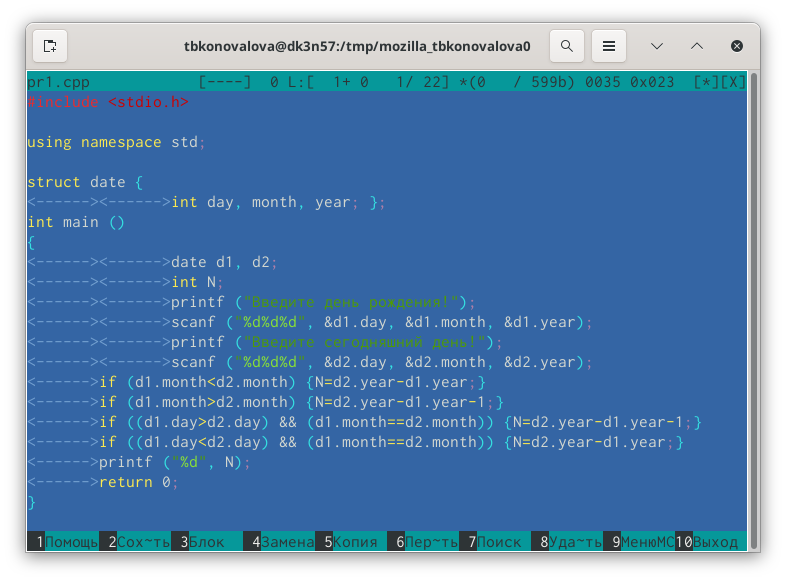 tbkonovalova@dk3n57:/tmp/mozilla_tbkonovalova0
pr1.cpp [----] 0 L:[ 1+ 0 1/ 22] *(0 / 599b) 0035 0x023 [*][X]
#include <stdio.h>
using namespace std;
struct date {
<------><------>int day, month, year; };
int main ()
{
<------><------>date d1, d2;
<------><------>int N;
<------><------>printf ("Введите день рождения!");
<------><------>scanf ("%d%d%d", &d1.day, &d1.month, &d1.year);
<------><------>printf ("Введите сегодняшний день!");
<------><------>scanf ("%d%d%d", &d2.day, &d2.month, &d2.year);
<------>if (d1.month<d2.month) {N=d2.year-d1.year;}
<------>if (d1.month>d2.month) {N=d2.year-d1.year-1;}
<------>if ((d1.day>d2.day) && (d1.month==d2.month)) {N=d2.year-d1.year-1;}
<------>if ((d1.day<d2.day) && (d1.month==d2.month)) {N=d2.year-d1.year;}
<------>printf ("%d", N);
<------>return 0;
}
1Помощь 2Сох~ть 3Блок 4Замена 5Копия 6Пер~ть 7Поиск 8Уда~ть 9МенюMC 10Выход